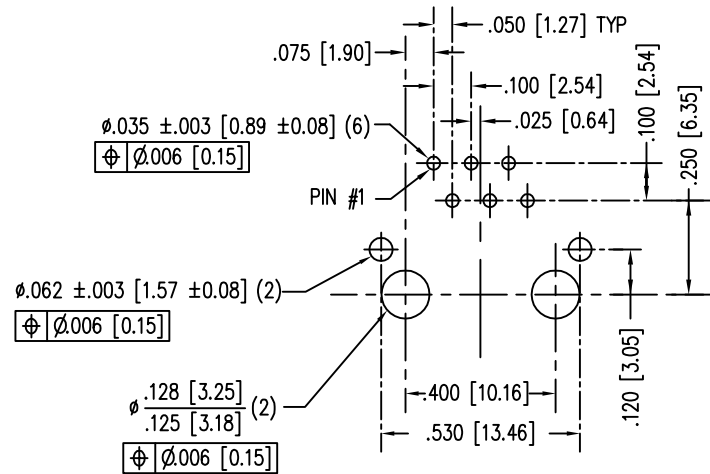 .050 [1.27] TYP
.075 [1.90]
.100 [2.54]
.025 [0.64]
.100 [2.54]
.250 [6.35]
ø.035 ±.003 [0.89 ±0.08] (6)
⌖ Ø.006 [0.15]
PIN #1
ø.062 ±.003 [1.57 ±0.08] (2)
⌖ Ø.006 [0.15]
ø .128 [3.25]
.125 [3.18] (2)
⌖ Ø.006 [0.15]
.400 [10.16]
.530 [13.46]
.120 [3.05]